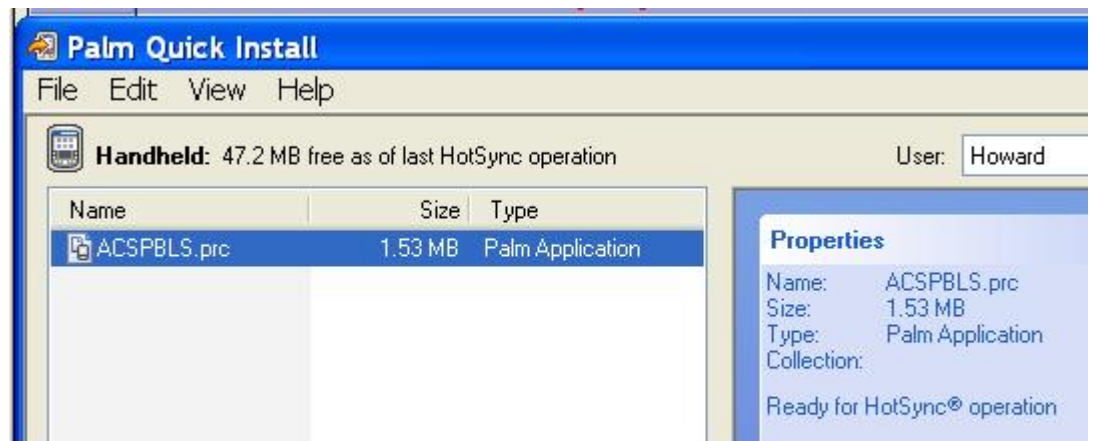 Palm Quick Install
File Edit View Help
Handheld: 47.2 MB free as of last HotSync operation User: Howard
Name Size Type
ACSPBLS.prc 1.53 MB Palm Application
Properties
Name: ACSPBLS.prc
Size: 1.53 MB
Type: Palm Application
Collection:
Ready for HotSync® operation